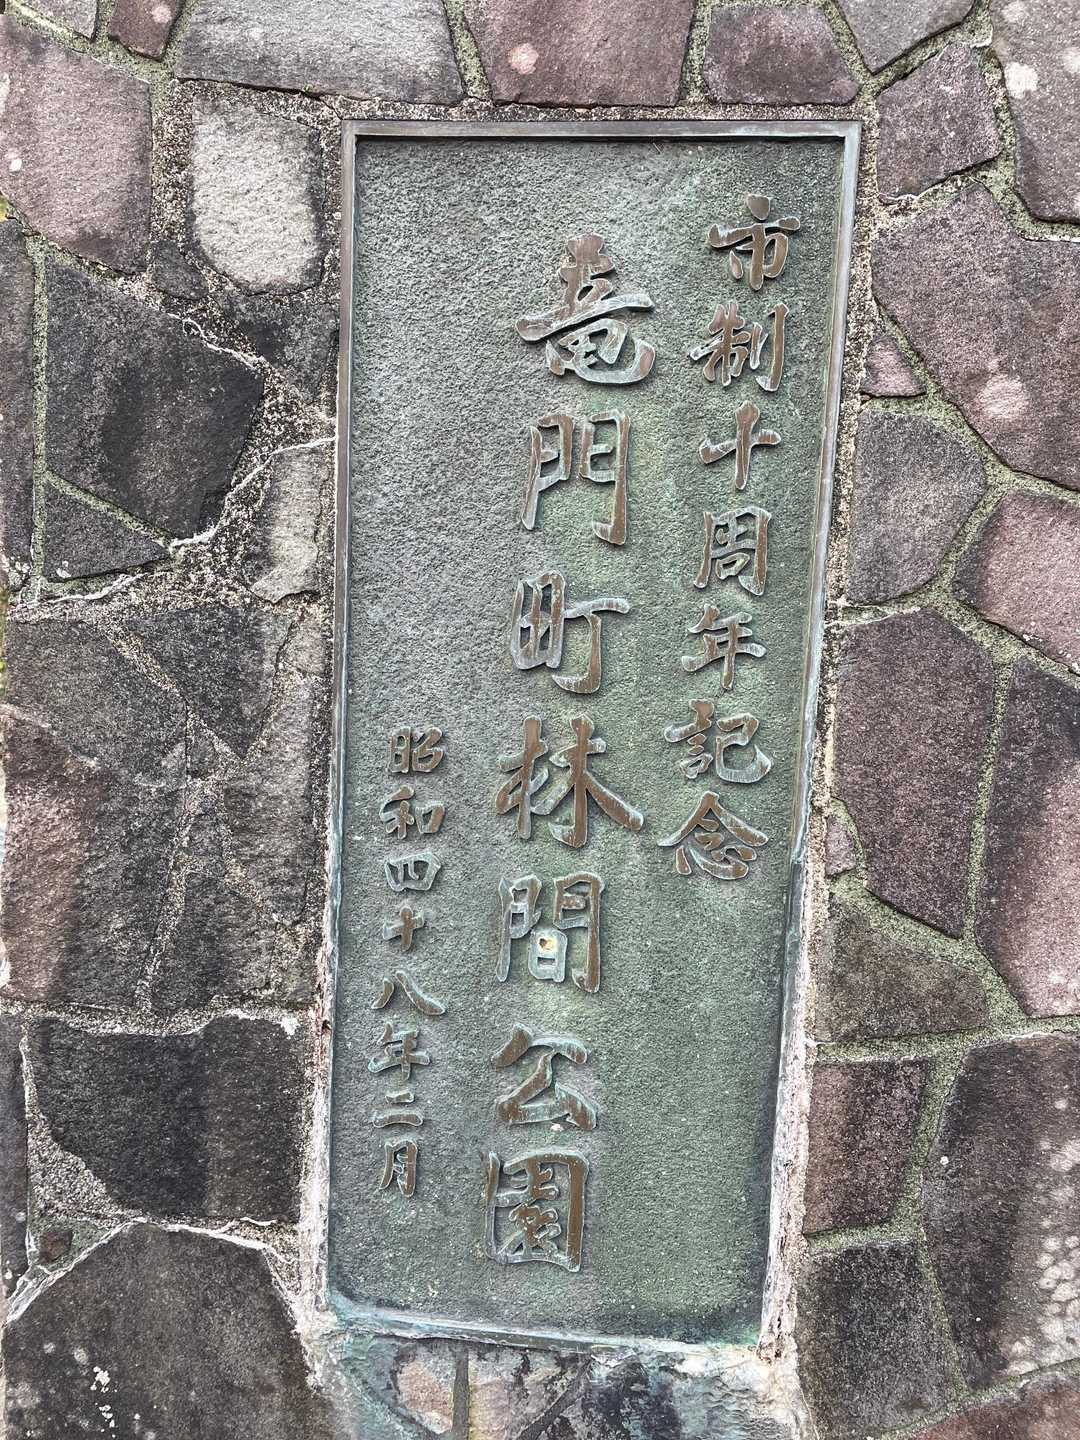 市制十周年記念
竜門町林間公園
昭和四十八年二月